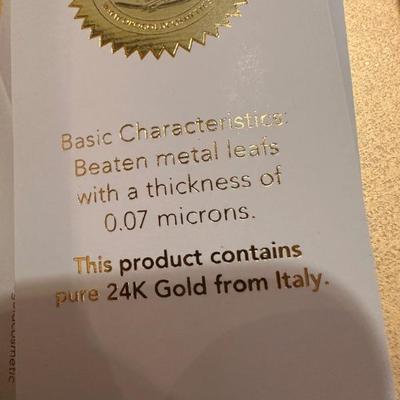 Basic Characteristics:
Beaten metal leafs
with a thickness of
0.07 microns.
This product contains
pure 24K Gold from Italy.